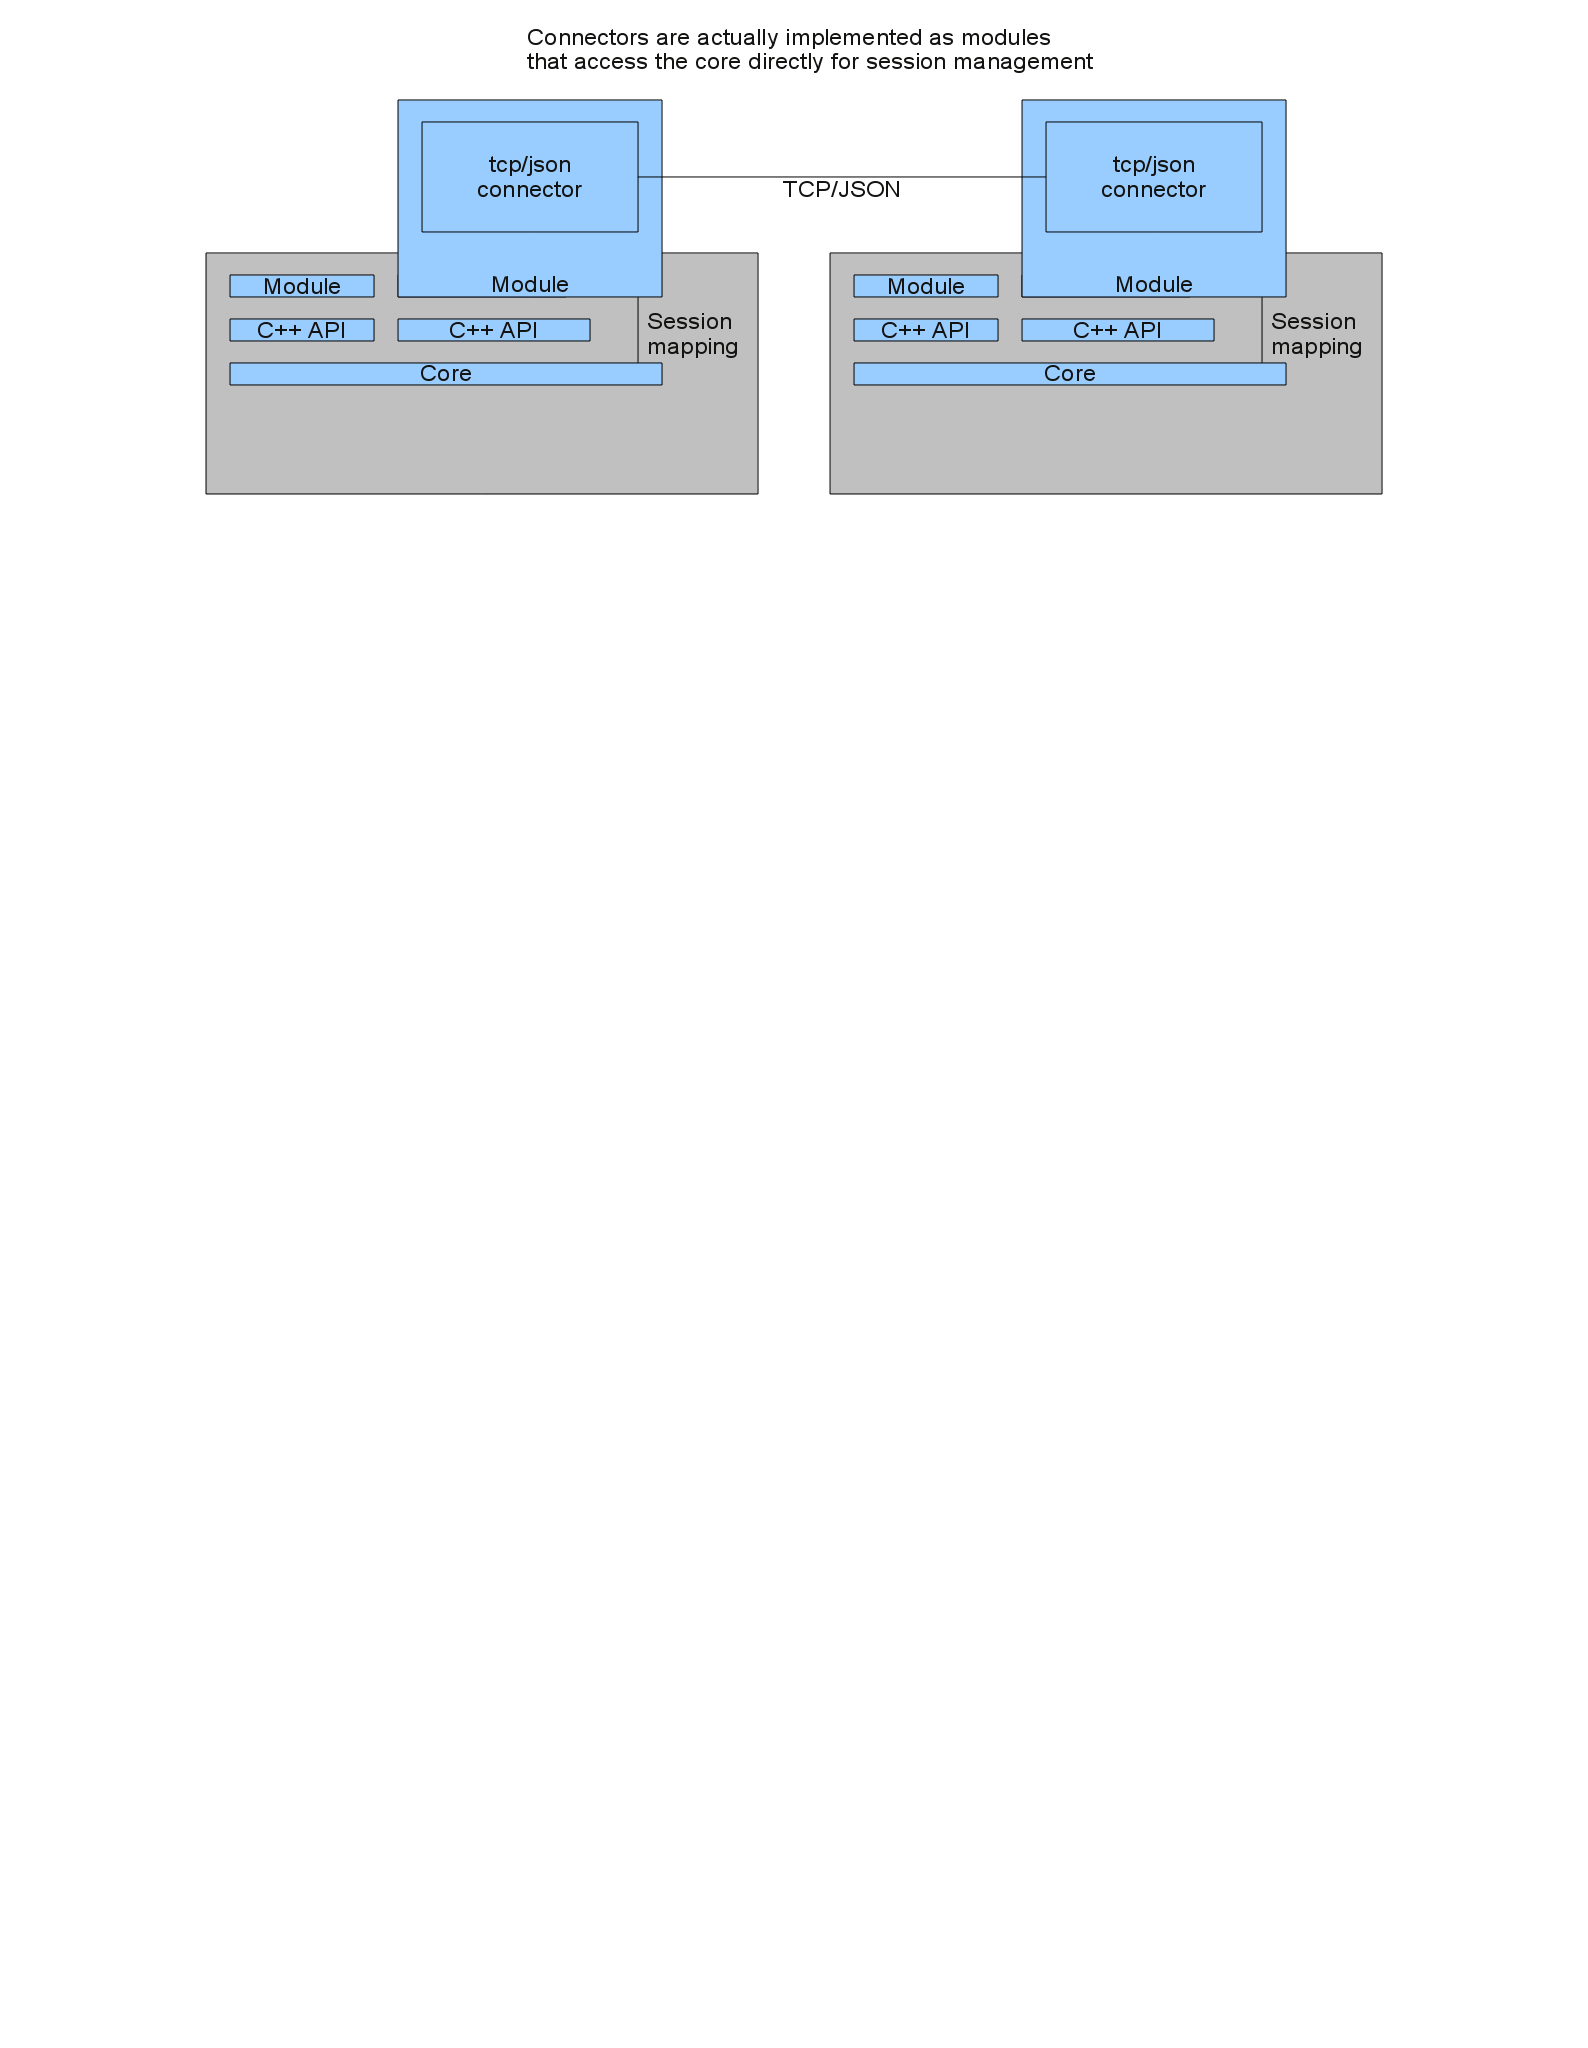 Connectors are actually implemented as modules
that access the core directly for session management
tcp/json
connector
TCP/JSON
tcp/json
connector
Module
Module
C++ API
C++ API
Session
mapping
Core
Module
Module
C++ API
C++ API
Session
mapping
Core